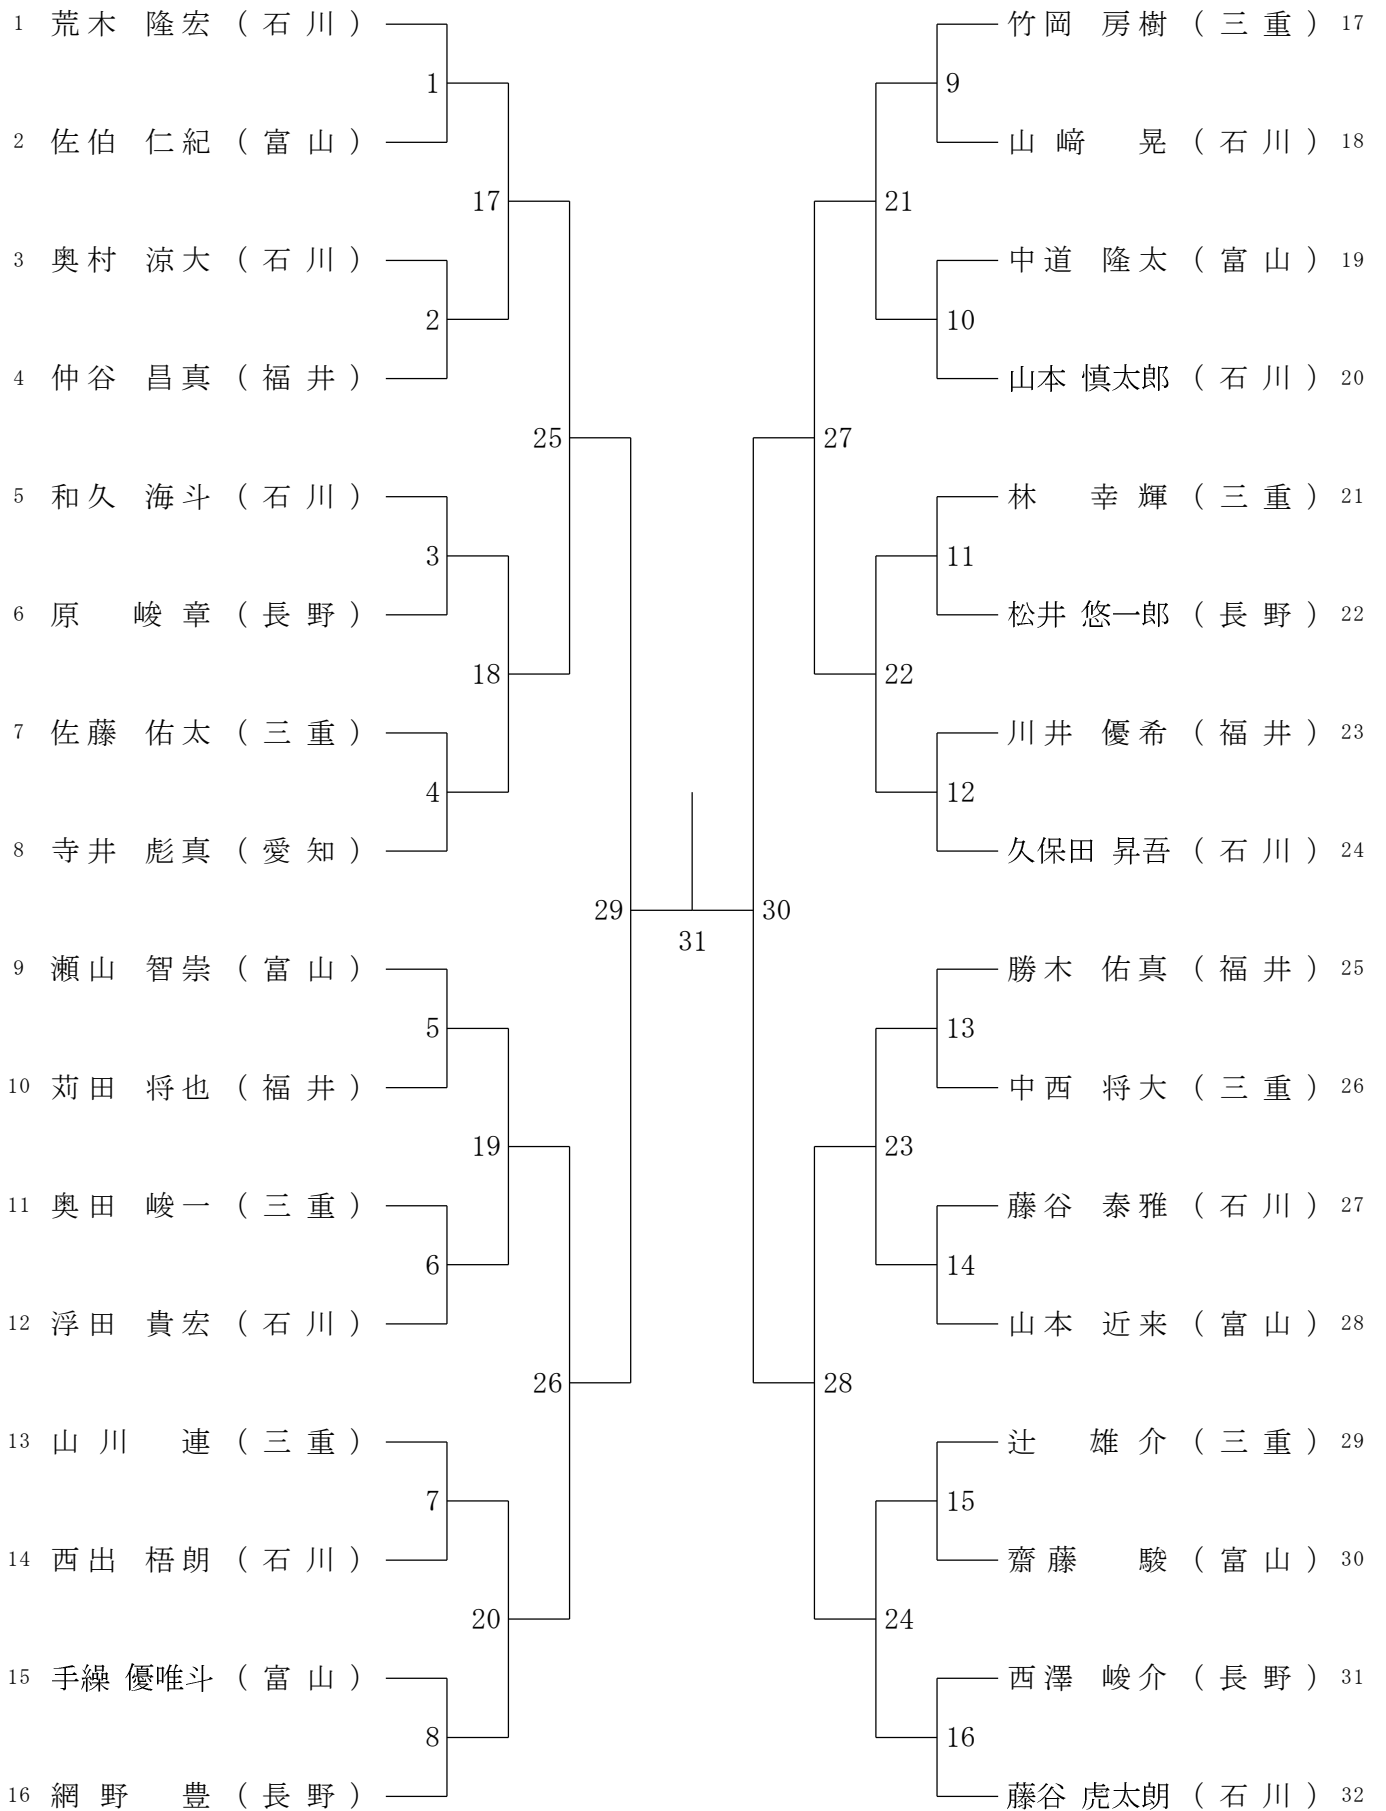 1 荒木 隆宏 (石川)
1
2 佐伯 仁紀 (富山)
17
3 奥村 涼大 (石川)
2
4 仲谷 昌真 (福井)
25
5 和久 海斗 (石川)
3
6 原 峻章 (長野)
18
7 佐藤 佑太 (三重)
4
8 寺井 彪真 (愛知)
29
9 瀬山 智崇 (富山)
5
10 苅田 将也 (福井)
19
11 奥田 峻一 (三重)
6
12 浮田 貴宏 (石川)
26
13 山川 連 (三重)
7
14 西出 梧朗 (石川)
20
15 手繰 優唯斗 (富山)
8
16 網野 豊 (長野)
31
竹岡 房樹 (三重) 17
9
山﨑 晃 (石川) 18
21
中道 隆太 (富山) 19
10
山本 慎太郎 (石川) 20
27
林 幸輝 (三重) 21
11
松井 悠一郎 (長野) 22
22
川井 優希 (福井) 23
12
久保田 昇吾 (石川) 24
30
勝木 佑真 (福井) 25
13
中西 将大 (三重) 26
23
藤谷 泰雅 (石川) 27
14
山本 近来 (富山) 28
28
辻 雄介 (三重) 29
15
齋藤 駿 (富山) 30
24
西澤 峻介 (長野) 31
16
藤谷 虎太朗 (石川) 32